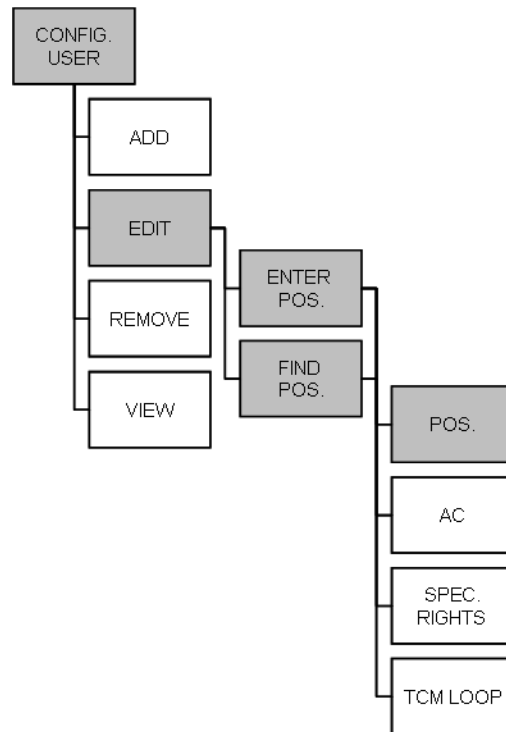 CONFIG.
USER
ADD
EDIT
REMOVE
VIEW
ENTER
POS.
FIND
POS.
POS.
AC
SPEC.
RIGHTS
TCM LOOP